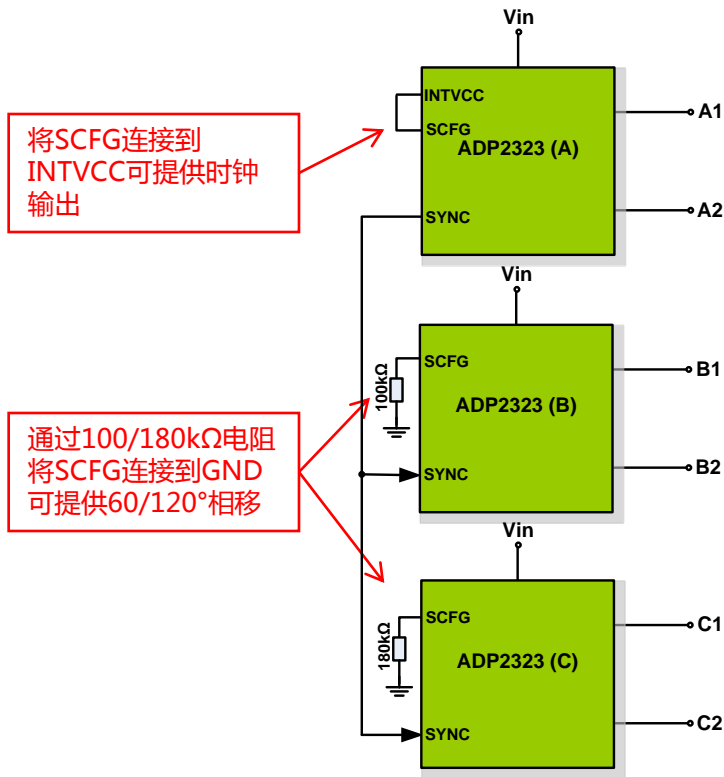 Vin
INTVCC
SCFG
ADP2323 (A)
SYNC
A1
A2
将SCFG连接到
INTVCC可提供时钟
输出
Vin
SCFG
100kΩ
ADP2323 (B)
SYNC
B1
B2
通过100/180kΩ电阻
将SCFG连接到GND
可提供60/120°相移
Vin
SCFG
180kΩ
ADP2323 (C)
SYNC
C1
C2